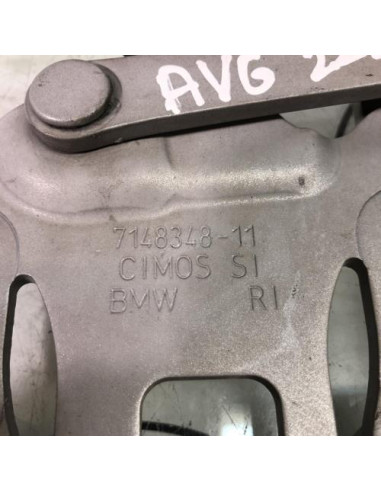 AVG
7148348-11
CIMOS SI
BMW RI